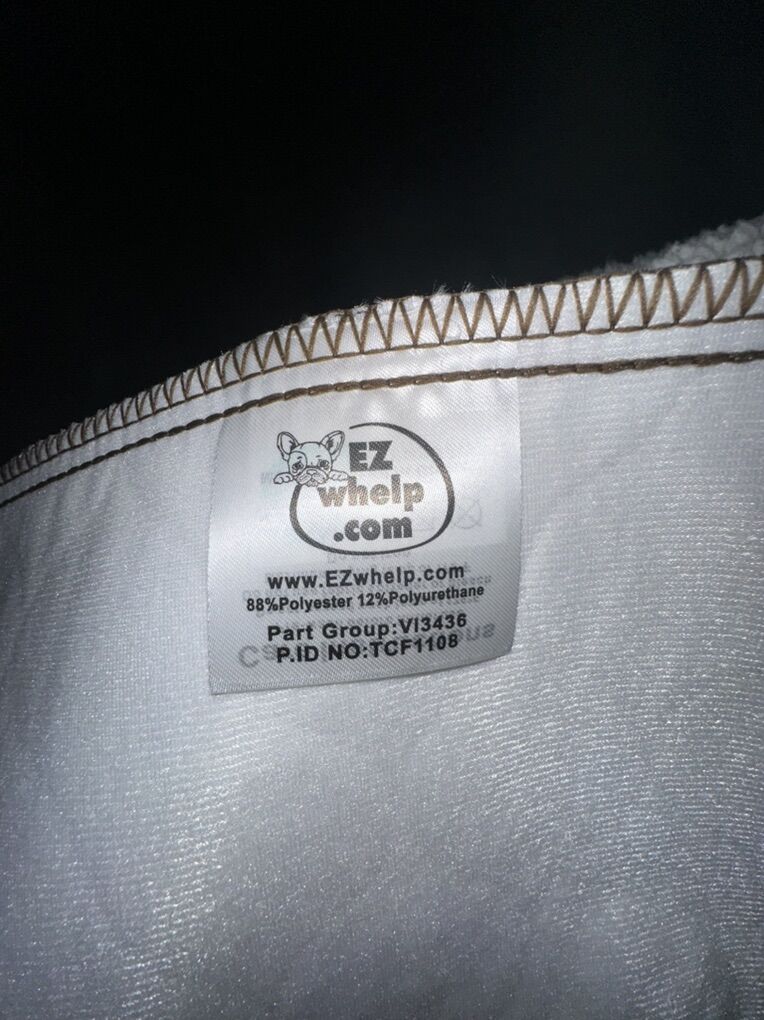 EZ
whelp
.com
www.EZwhelp.com
88%Polyester 12%Polyurethane
Part Group:VI3436
P.ID NO:TCF1108